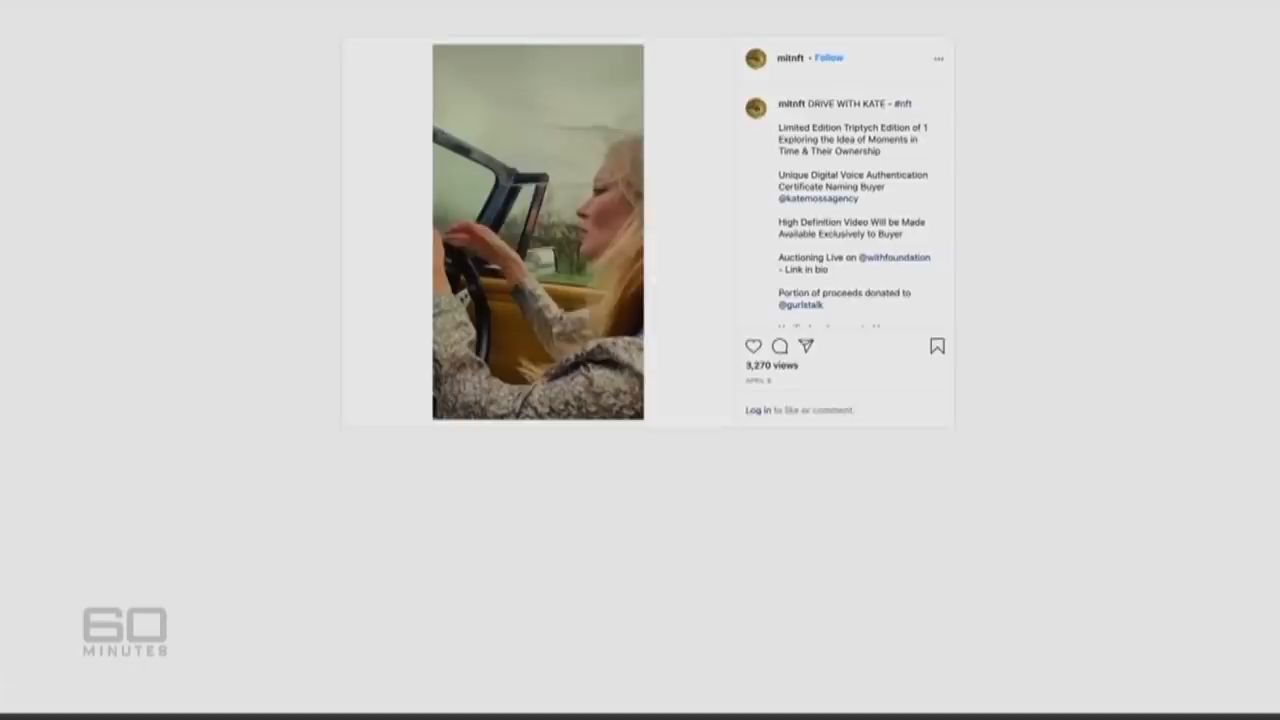 mitnft • Follow
mitnft DRIVE WITH KATE - #nft
Limited Edition Triptych Edition of 1
Exploring the Idea of Moments in
Time & Their Ownership
Unique Digital Voice Authentication
Certificate Naming Buyer
@katemossagency
High Definition Video Will be Made
Available Exclusively to Buyer
Auctioning Live on @withfoundation
- Link in bio
Portion of proceeds donated to
@gurlstalk
3,270 views
APRIL
Log in to like or comment.
60
MINUTES